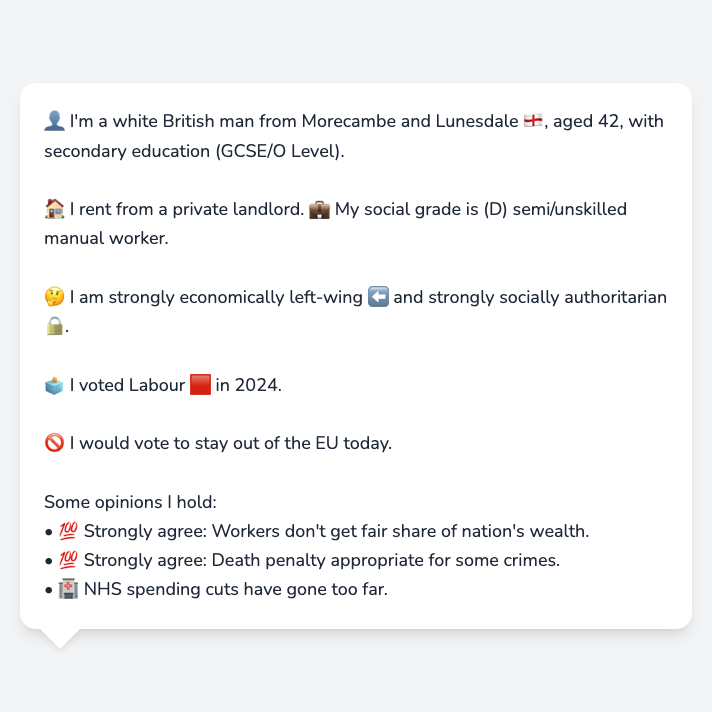 👤 I'm a white British man from Morecambe and Lunesdale 🏴󠁧󠁢󠁥󠁮󠁧󠁿, aged 42, with
secondary education (GCSE/O Level).
🏠 I rent from a private landlord. 💼 My social grade is (D) semi/unskilled
manual worker.
🤔 I am strongly economically left-wing ⬅️ and strongly socially authoritarian
🔒.
🗳️ I voted Labour 🟥 in 2024.
🚫 I would vote to stay out of the EU today.
Some opinions I hold:
• 💯 Strongly agree: Workers don't get fair share of nation's wealth.
• 💯 Strongly agree: Death penalty appropriate for some crimes.
• 🏥 NHS spending cuts have gone too far.